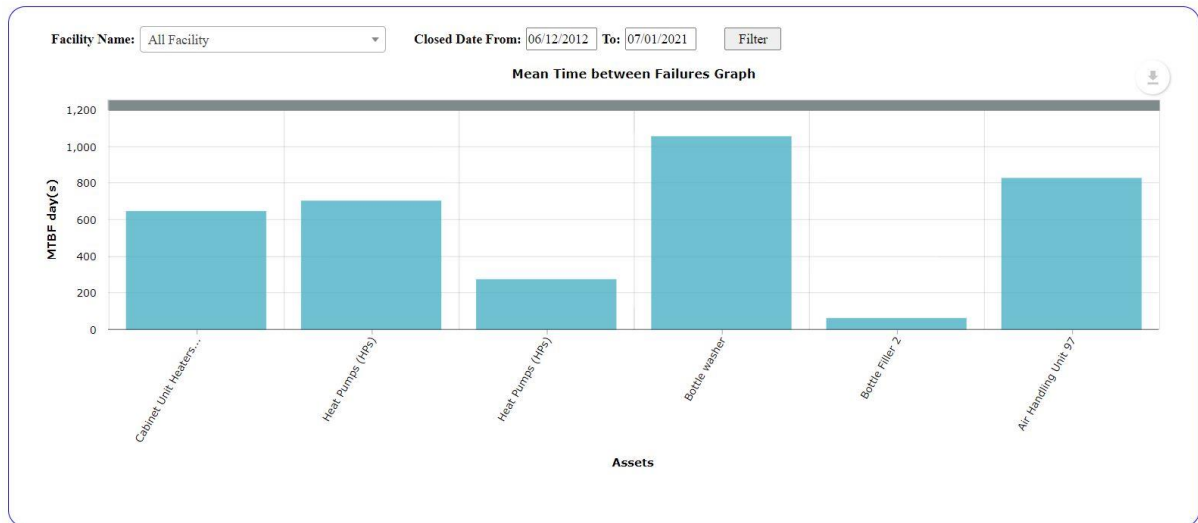 Facility Name: All Facility Closed Date From: 06/12/2012 To: 07/01/2021 Filter
Mean Time between Failures Graph
1,200
1,000
800
600
400
200
0
MTBF day(s)
Cabinet Unit Heaters...
Heat Pumps (HPs)
Heat Pumps (HPs)
Bottle washer
Bottle Filler 2
Air Handling Unit 97
Assets